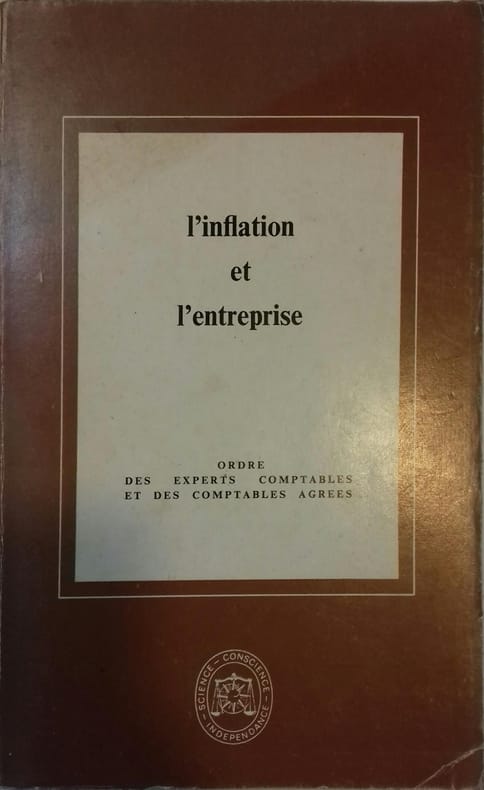 l'inflation
et
l'entreprise
ORDRE
DES EXPERTS COMPTABLES
ET DES COMPTABLES AGREES
SCIENCE – CONSCIENCE – INDEPENDANCE –